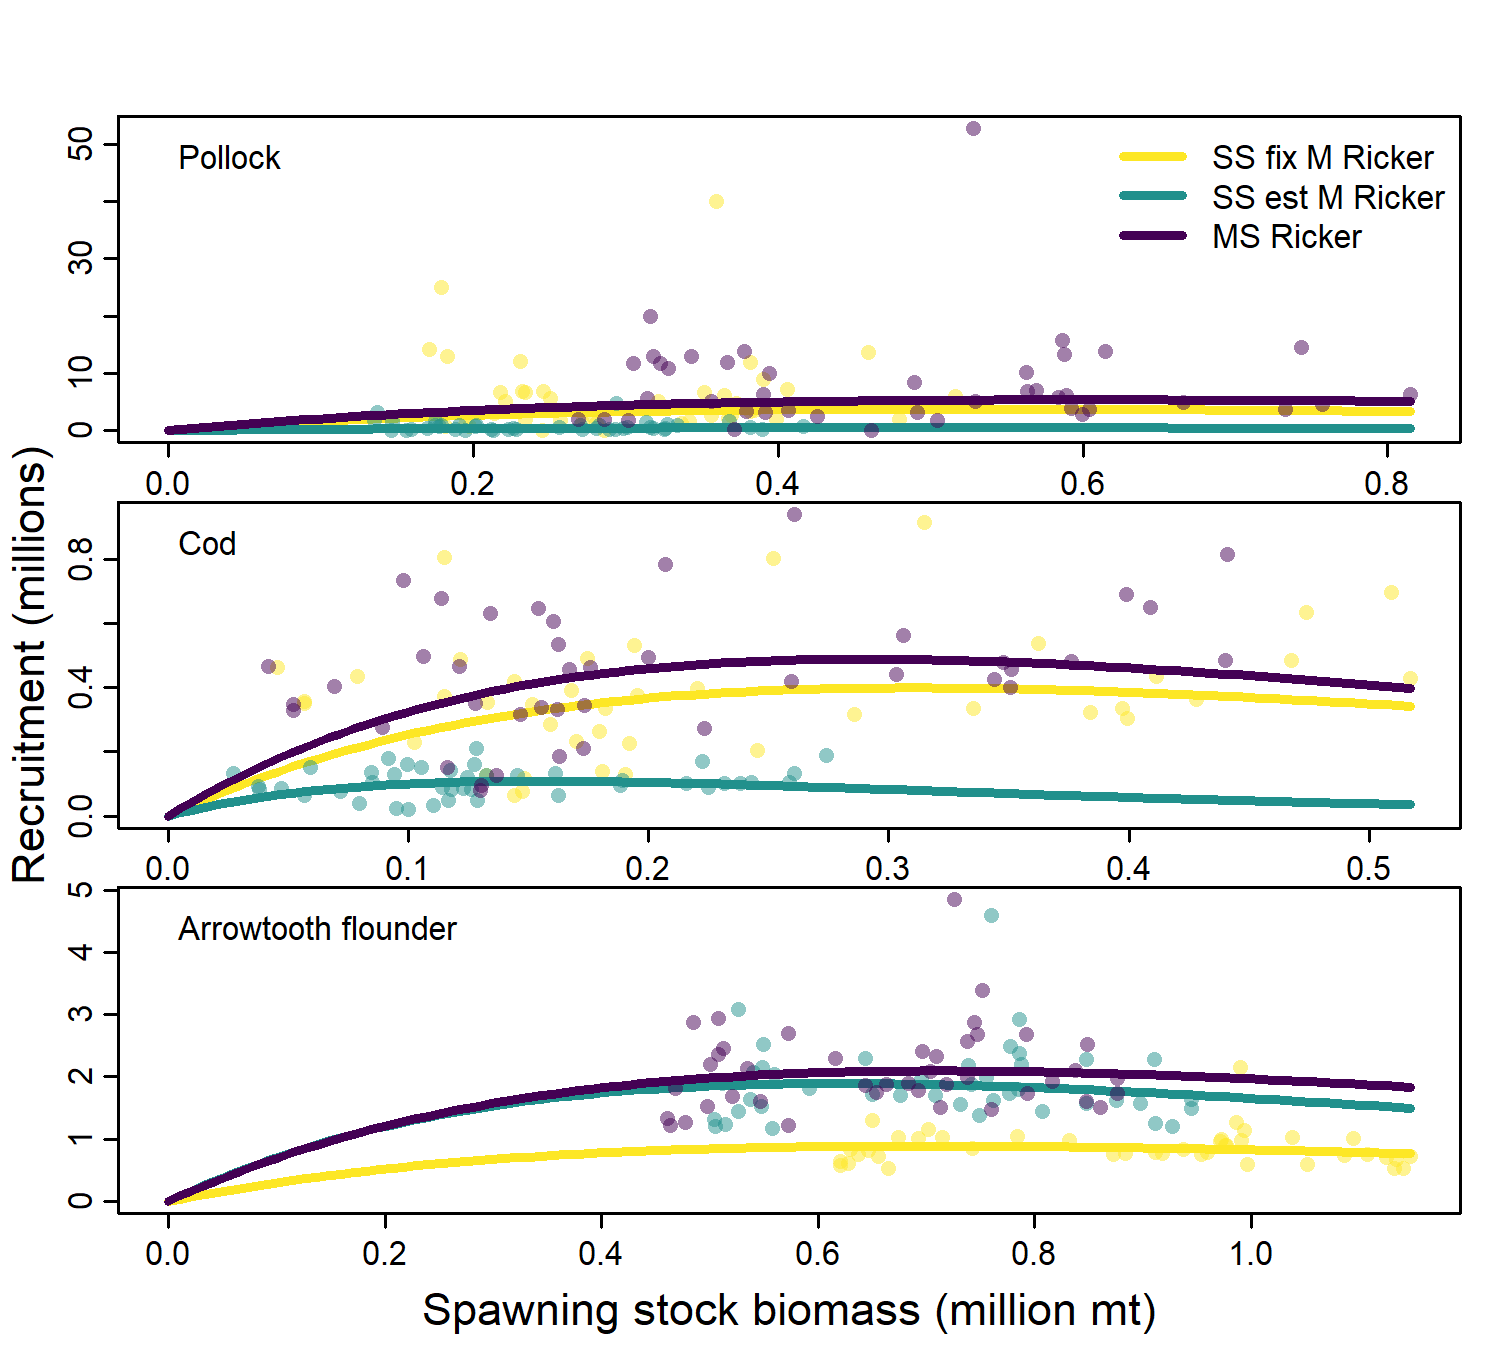 Pollock
SS fix M Ricker
SS est M Ricker
MS Ricker
50
30
10
0
0.0 0.2 0.4 0.6 0.8
Cod
0.8
0.4
0.0
0.0 0.1 0.2 0.3 0.4 0.5
Arrowtooth flounder
5
4
3
2
1
0
0.0 0.2 0.4 0.6 0.8 1.0
Recruitment (millions)
Spawning stock biomass (million mt)